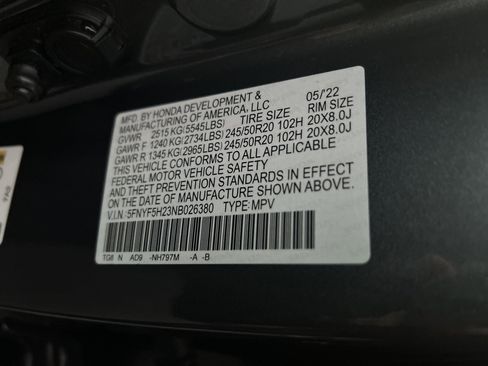 MFD. BY HONDA DEVELOPMENT & 05/'22
MANUFACTURING OF AMERICA, LLC
GVWR 2515 KG(5545LBS) TIRE SIZE RIM SIZE
GAWR F 1240 KG(2734LBS) 245/50R20 102H 20X8.0J
GAWR R 1345 KG(2965LBS) 245/50R20 102H 20X8.0J
THIS VEHICLE CONFORMS TO ALL APPLICABLE
FEDERAL MOTOR VEHICLE SAFETY
AND THEFT PREVENTION STANDARDS IN EFFECT
ON THE DATE OF MANUFACTURE SHOWN ABOVE.
V.I.N.: 5FNYF5H23NB026380 TYPE: MPV
TG8 N AD9 -NH797M -A -B